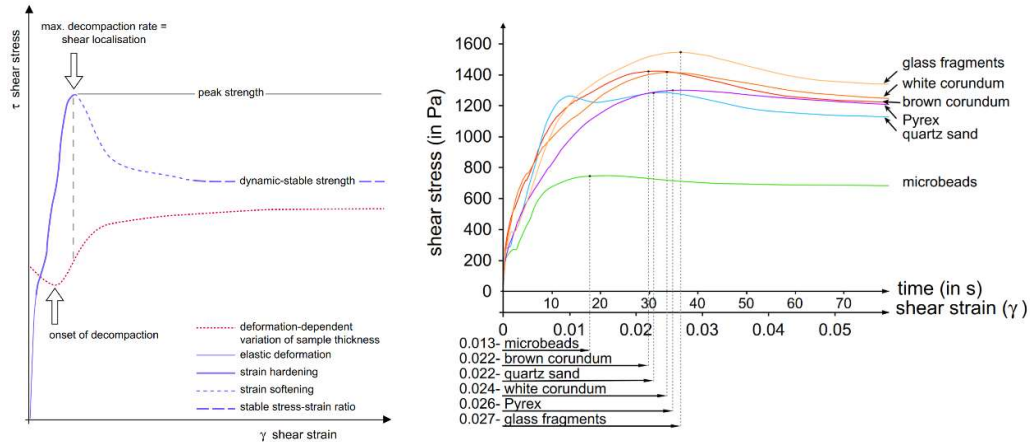 max. decompaction rate =
shear localisation
τ shear stress
peak strength
dynamic-stable strength
onset of decompaction
deformation-dependent
variation of sample thickness
elastic deformation
strain hardening
strain softening
stable stress-strain ratio
γ shear strain
shear stress (in Pa)
1600
1400
1200
1000
800
600
400
200
0
glass fragments
white corundum
brown corundum
Pyrex
quartz sand
microbeads
10 20 30 40 50 60 70
time (in s)
shear strain (γ)
0 0.01 0.02 0.03 0.04 0.05
0.013- microbeads
0.022- brown corundum
0.022- quartz sand
0.024- white corundum
0.026- Pyrex
0.027- glass fragments